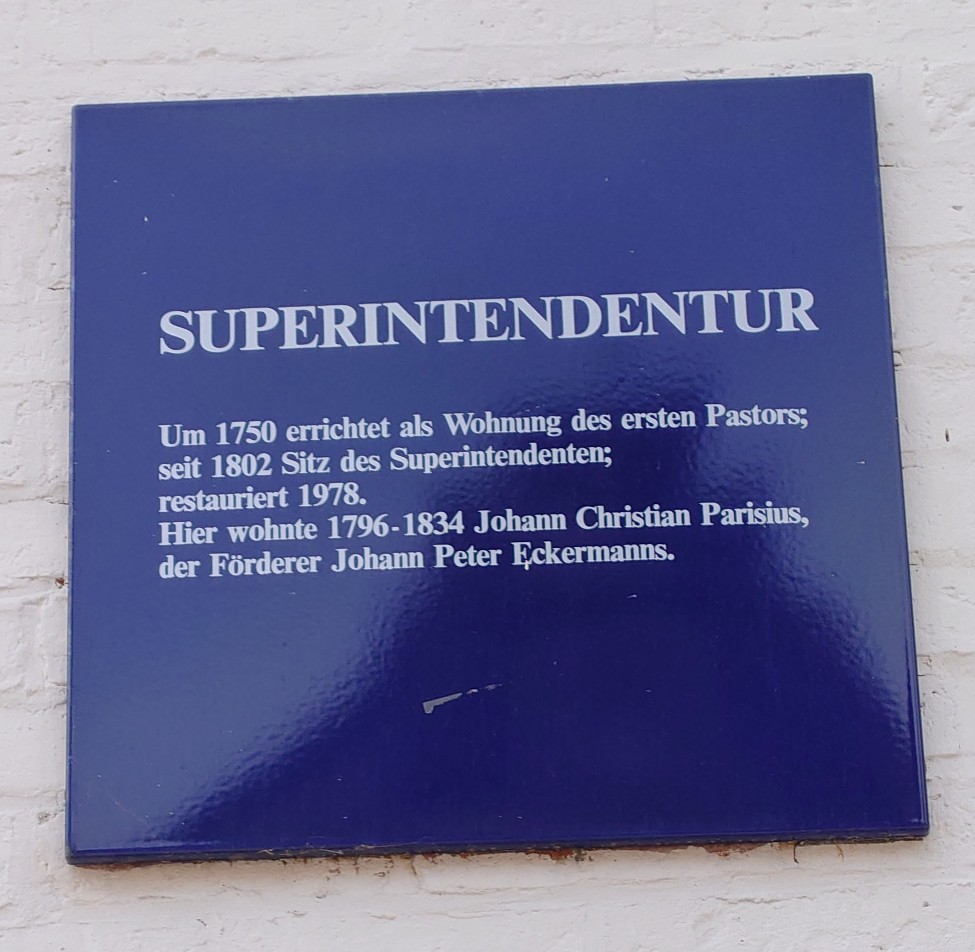 SUPERINTENDENTUR
Um 1750 errichtet als Wohnung des ersten Pastors;
seit 1802 Sitz des Superintendenten;
restauriert 1978.
Hier wohnte 1796-1834 Johann Christian Parisius,
der Förderer Johann Peter Eckermanns.